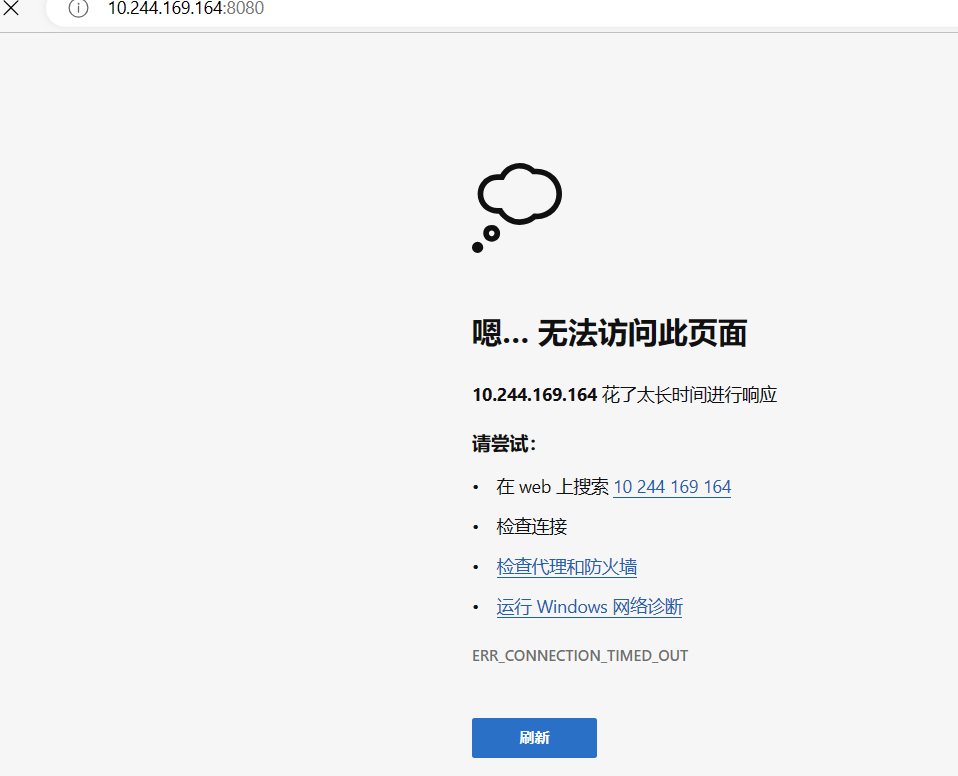 10.244.169.164:8080
嗯... 无法访问此页面
10.244.169.164 花了太长时间进行响应
请尝试：
• 在 web 上搜索 10 244 169 164
• 检查连接
• 检查代理和防火墙
• 运行 Windows 网络诊断
ERR_CONNECTION_TIMED_OUT
刷新